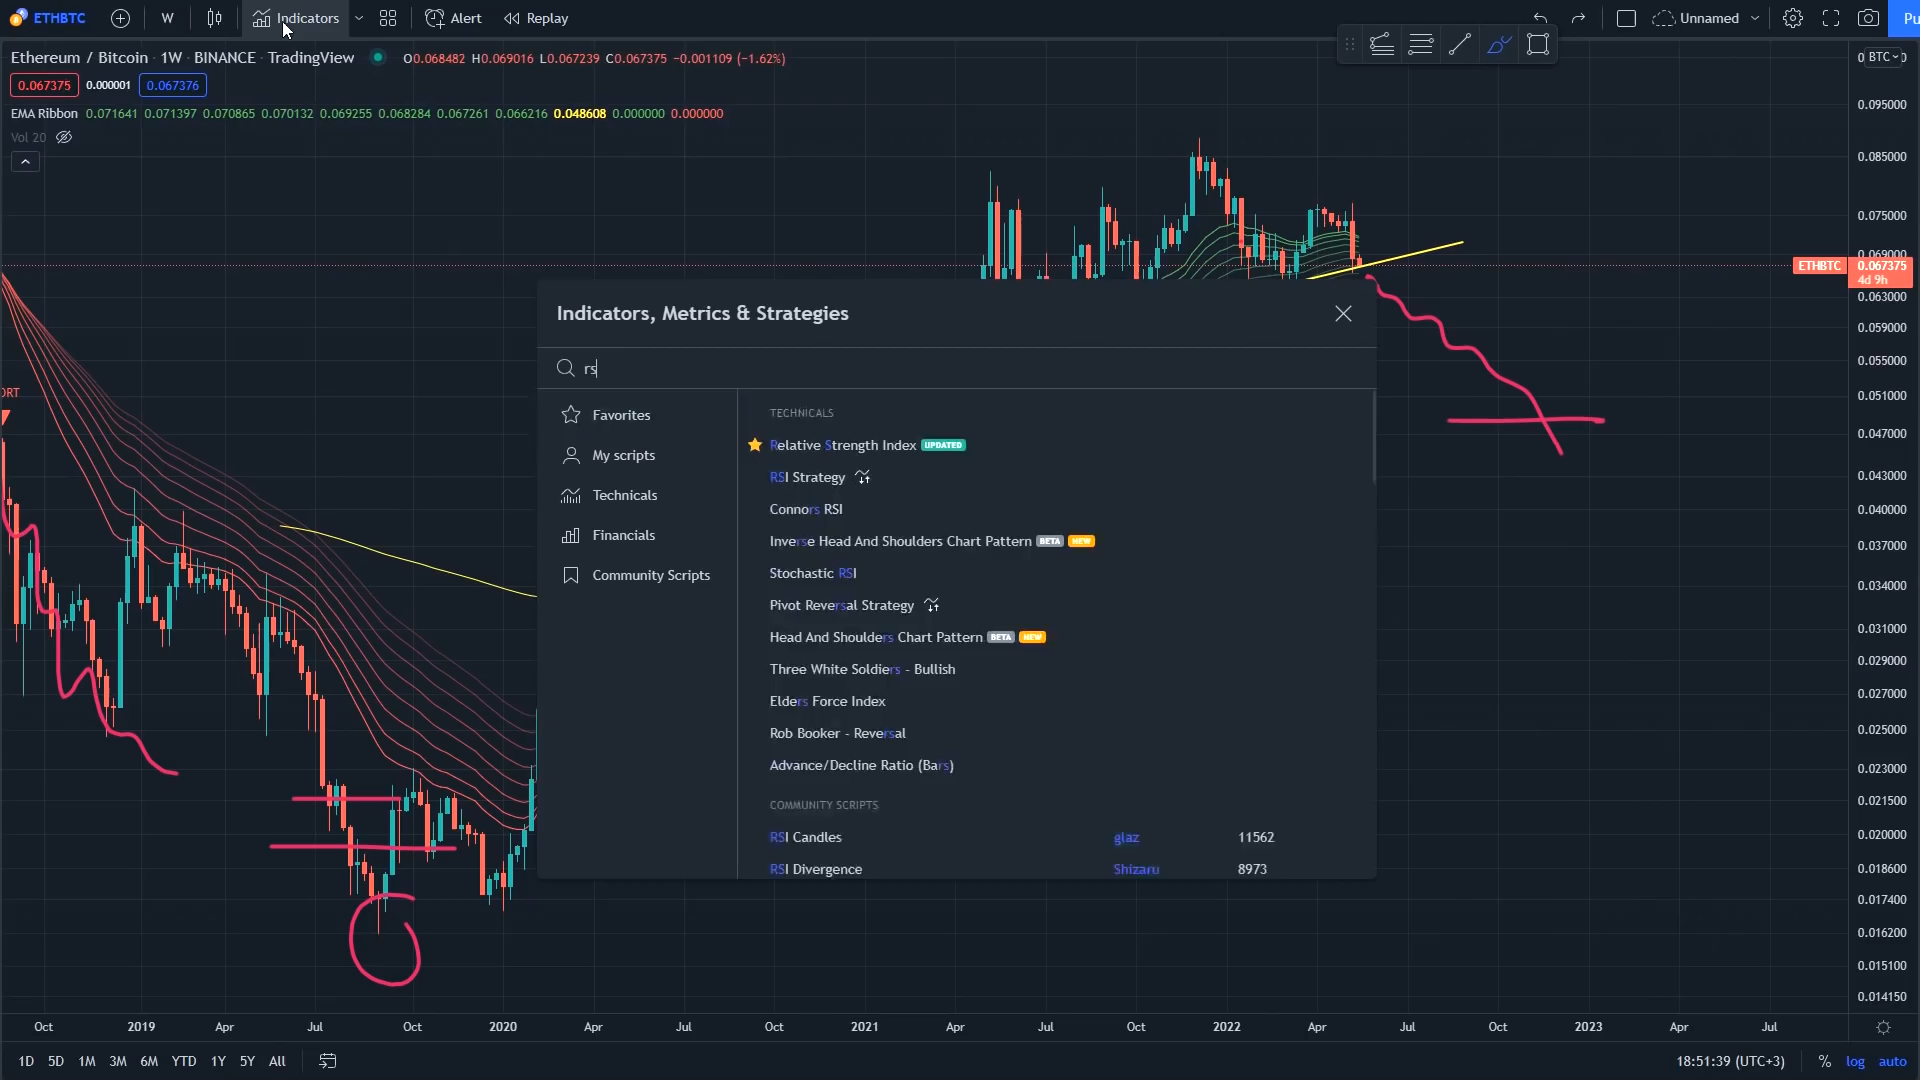 ETHBTC W Indicators Alert Replay Unnamed Pu
Ethereum / Bitcoin · 1W · BINANCE · TradingView O0.068482 H0.069016 L0.067239 C0.067375 −0.001109 (−1.62%)
0.067375 0.000001 0.067376
EMA Ribbon 0.071641 0.071397 0.070865 0.070132 0.069255 0.068284 0.067261 0.066216 0.048608 0.000000 0.000000
Vol 20
BTC
0.095000
0.085000
0.075000
0.069000
ETHBTC 0.067375
4d 9h
0.063000
0.059000
0.055000
0.051000
0.047000
0.043000
0.040000
0.037000
0.034000
0.031000
0.029000
0.027000
0.025000
0.023000
0.021500
0.020000
0.018600
0.017400
0.016200
0.015100
0.014150
ORT
Indicators, Metrics & Strategies
rs
Favorites
My scripts
Technicals
Financials
Community Scripts
TECHNICALS
Relative Strength Index UPDATED
RSI Strategy
Connors RSI
Inverse Head And Shoulders Chart Pattern BETA NEW
Stochastic RSI
Pivot Reversal Strategy
Head And Shoulders Chart Pattern BETA NEW
Three White Soldiers - Bullish
Elders Force Index
Rob Booker - Reversal
Advance/Decline Ratio (Bars)
COMMUNITY SCRIPTS
RSI Candles glaz 11562
RSI Divergence Shizaru 8973
Oct 2019 Apr Jul Oct 2020 Apr Jul Oct 2021 Apr Jul Oct 2022 Apr Jul Oct 2023 Apr Jul
1D 5D 1M 3M 6M YTD 1Y 5Y All 18:51:39 (UTC+3) % log auto